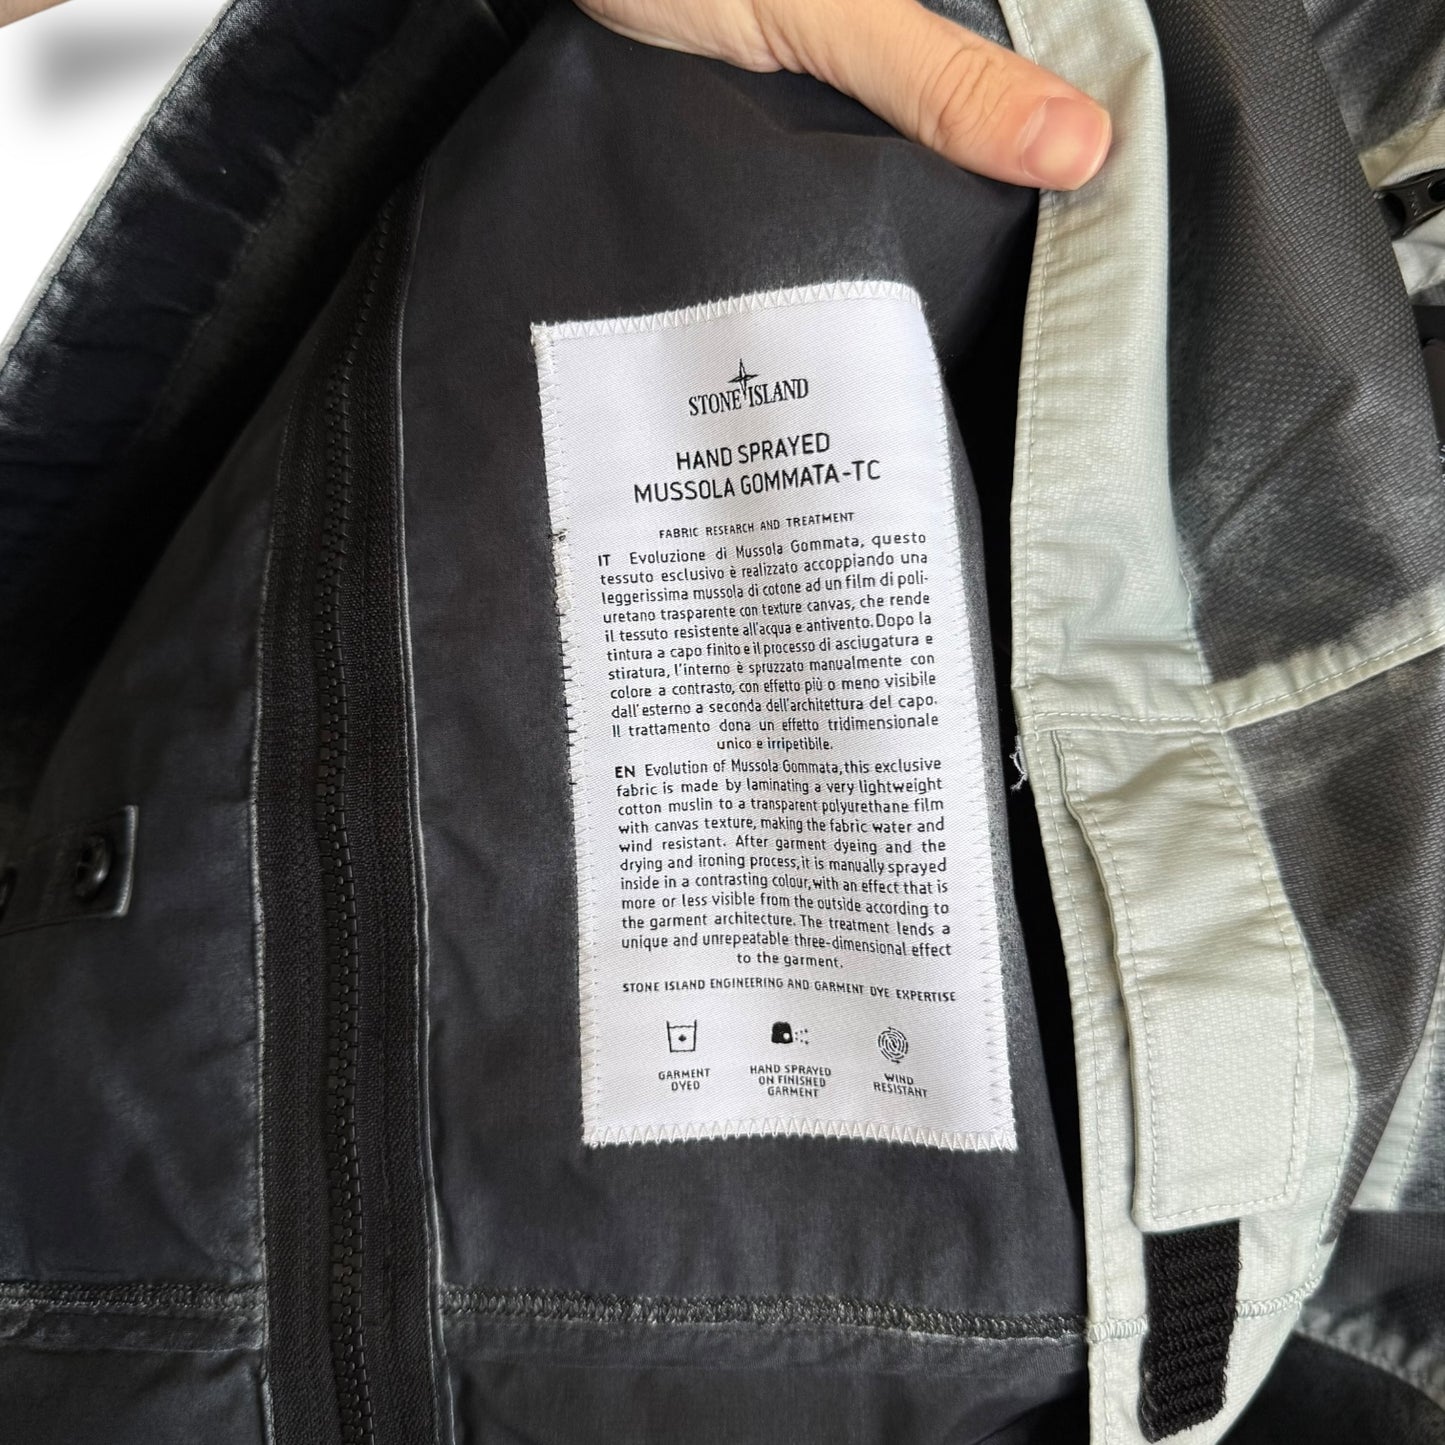 STONE ISLAND
HAND SPRAYED
MUSSOLA GOMMATA-TC
FABRIC RESEARCH AND TREATMENT
IT Evoluzione di Mussola Gommata, questo
tessuto esclusivo è realizzato accoppiando una
leggerissima mussola di cotone ad un film di poli-
uretano trasparente con texture canvas, che rende
il tessuto resistente all'acqua e antivento. Dopo la
tintura a capo finito e il processo di asciugatura e
stiratura, l'interno è spruzzato manualmente con
colore a contrasto, con effetto più o meno visibile
dall'esterno a seconda dell'architettura del capo.
Il trattamento dona un effetto tridimensionale
unico e irripetibile.
EN Evolution of Mussola Gommata, this exclusive
fabric is made by laminating a very lightweight
cotton muslin to a transparent polyurethane film
with canvas texture, making the fabric water and
wind resistant. After garment dyeing and the
drying and ironing process, it is manually sprayed
inside in a contrasting colour, with an effect that is
more or less visible from the outside according to
the garment architecture. The treatment lends a
unique and unrepeatable three-dimensional effect
to the garment.
STONE ISLAND ENGINEERING AND GARMENT DYE EXPERTISE
GARMENT
DYED
HAND SPRAYED
ON FINISHED
GARMENT
WIND
RESISTANT